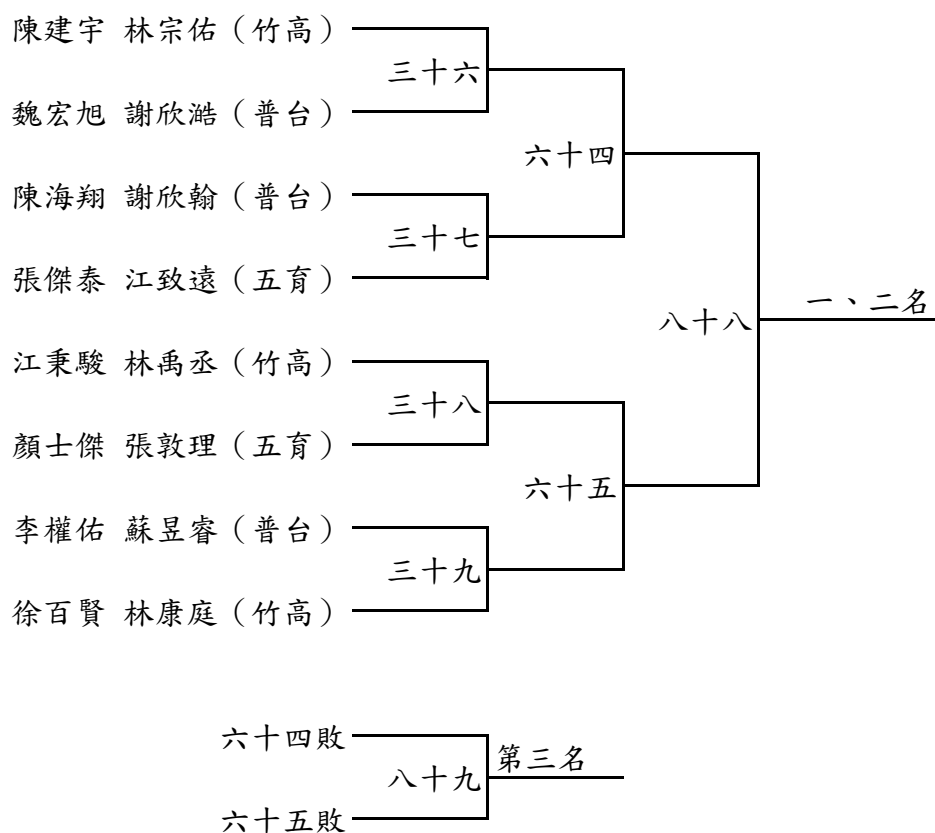 陳建宇 林宗佑（竹高）
三十六
魏宏旭 謝欣澔（普台）
六十四
陳海翔 謝欣翰（普台）
三十七
張傑泰 江致遠（五育）
一、二名
八十八
江秉駿 林禹丞（竹高）
三十八
顏士傑 張敦理（五育）
六十五
李權佑 蘇昱睿（普台）
三十九
徐百賢 林康庭（竹高）
六十四敗
第三名
八十九
六十五敗